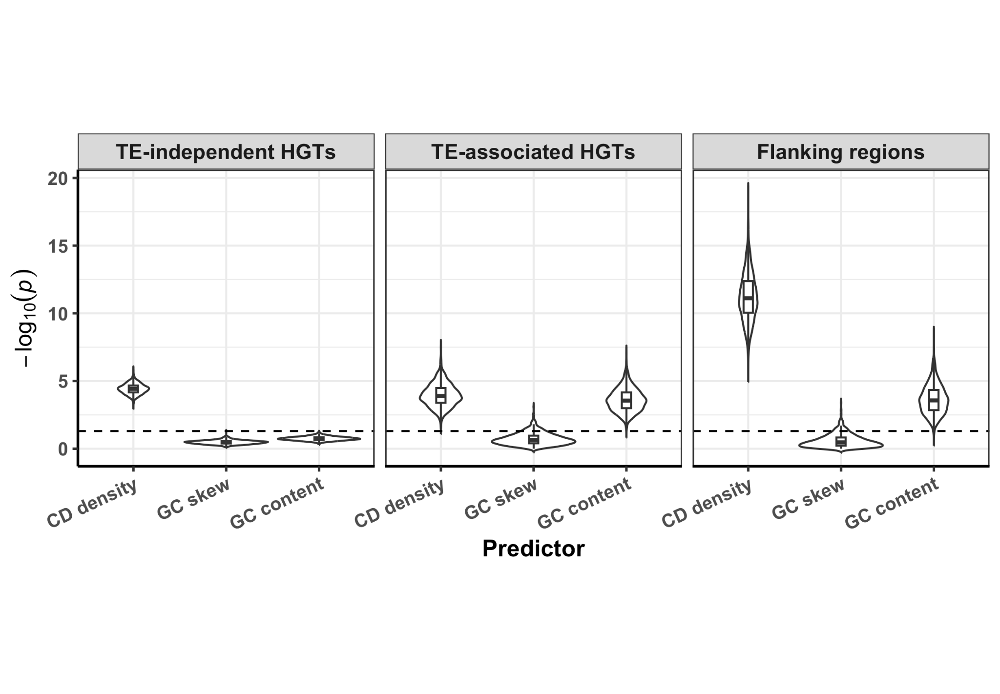 TE-independent HGTs
TE-associated HGTs
Flanking regions
−log10(p)
20
15
10
5
0
CD density
GC skew
GC content
CD density
GC skew
GC content
CD density
GC skew
GC content
Predictor